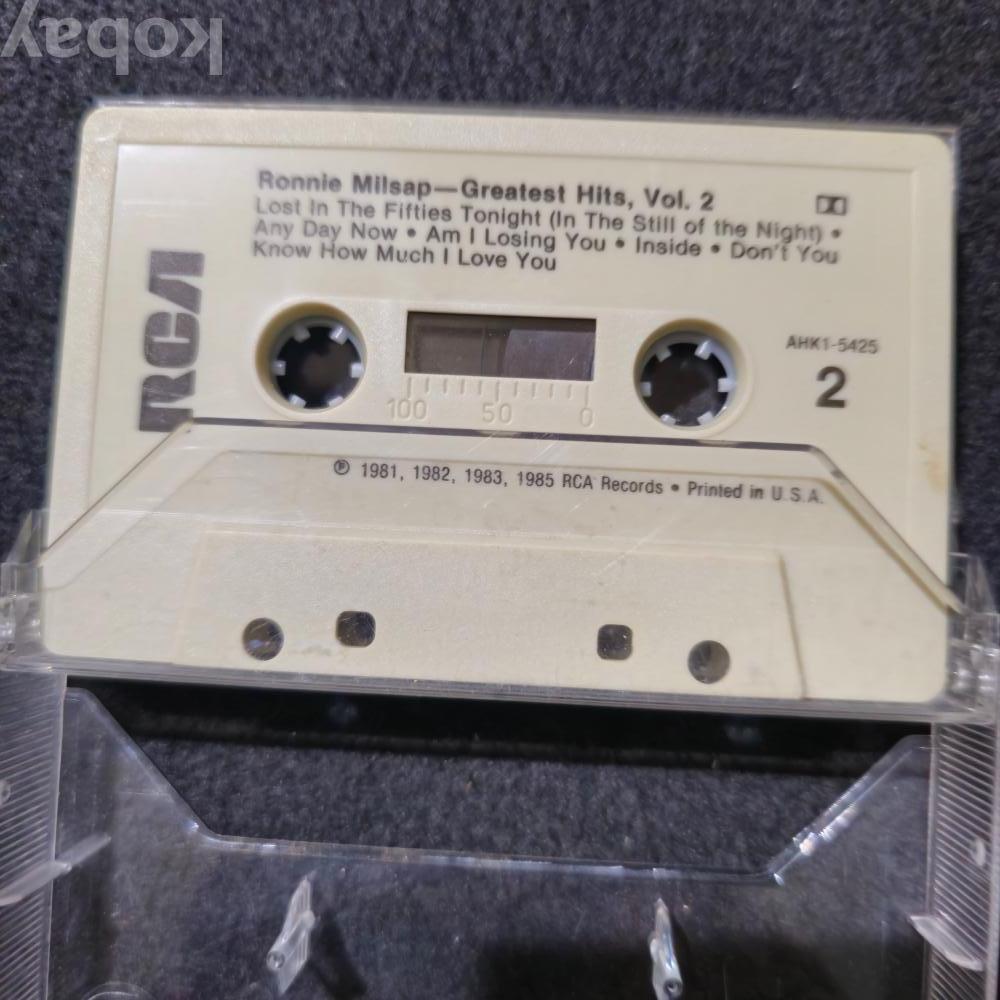 kobay
Ronnie Milsap—Greatest Hits, Vol. 2
Lost In The Fifties Tonight (In The Still of the Night) •
Any Day Now • Am I Losing You • Inside • Don't You
Know How Much I Love You
RCA
AHK1-5425
2
100 50 0
℗ 1981, 1982, 1983, 1985 RCA Records • Printed in U.S.A.